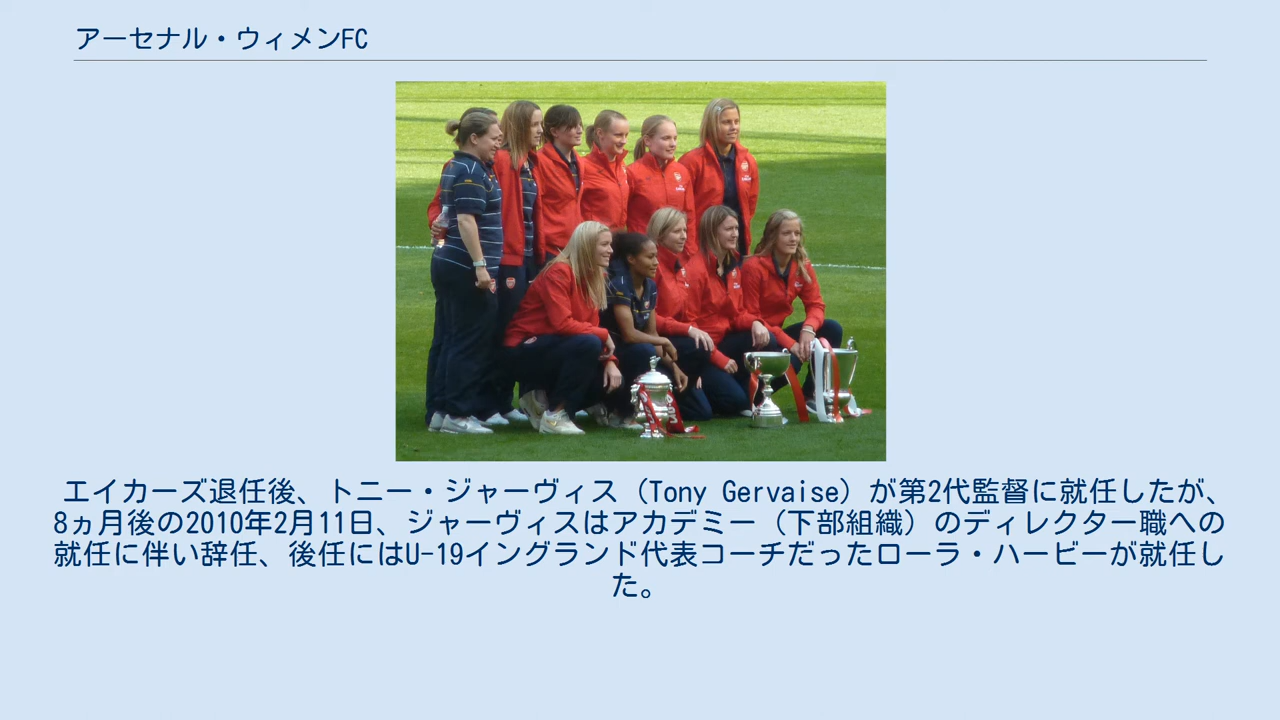 アーセナル・ウィメンFC
エイカーズ退任後、トニー・ジャーヴィス（Tony Gervaise）が第2代監督に就任したが、
8ヵ月後の2010年2月11日、ジャーヴィスはアカデミー（下部組織）のディレクター職への
就任に伴い辞任、後任にはU-19イングランド代表コーチだったローラ・ハービーが就任し
た。